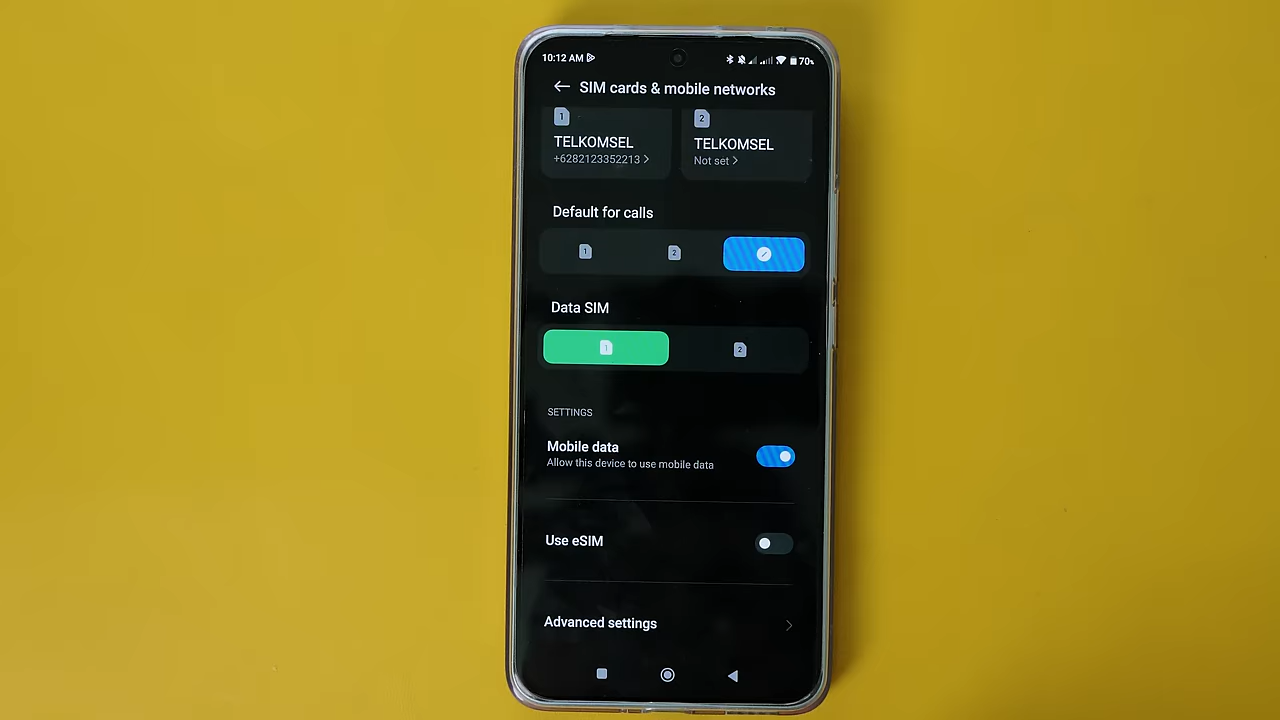 10:12 AM
70%
SIM cards & mobile networks
1
2
TELKOMSEL
TELKOMSEL
+6282123352213
Not set
Default for calls
1
2
Data SIM
1
2
SETTINGS
Mobile data
Allow this device to use mobile data
Use eSIM
Advanced settings